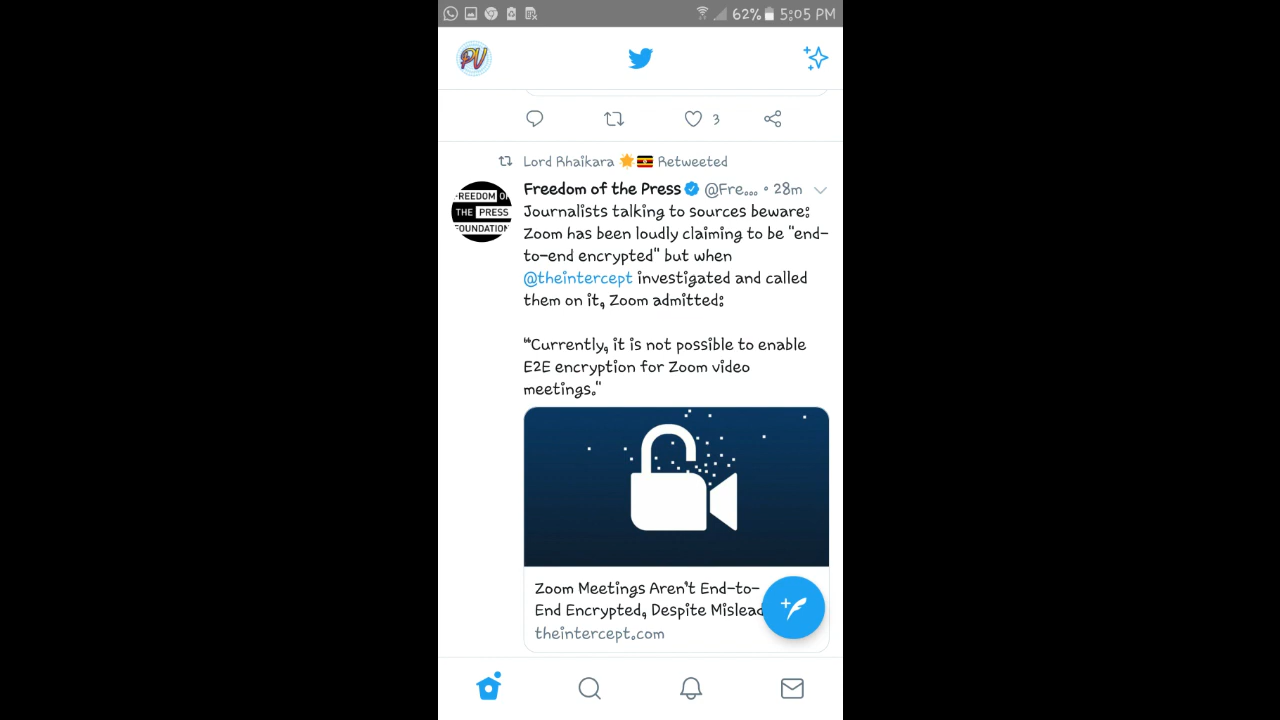 62% 5:05 PM
PV
3
Lord Rhaikara Retweeted
Freedom of the Press @Fre... • 28m
REEDOM OF
THE PRESS
FOUNDATION
Journalists talking to sources beware:
Zoom has been loudly claiming to be "end-
to-end encrypted" but when
@theintercept investigated and called
them on it, Zoom admitted:
“Currently, it is not possible to enable
E2E encryption for Zoom video
meetings."
Zoom Meetings Aren’t End-to-
End Encrypted, Despite Mislead
theintercept.com